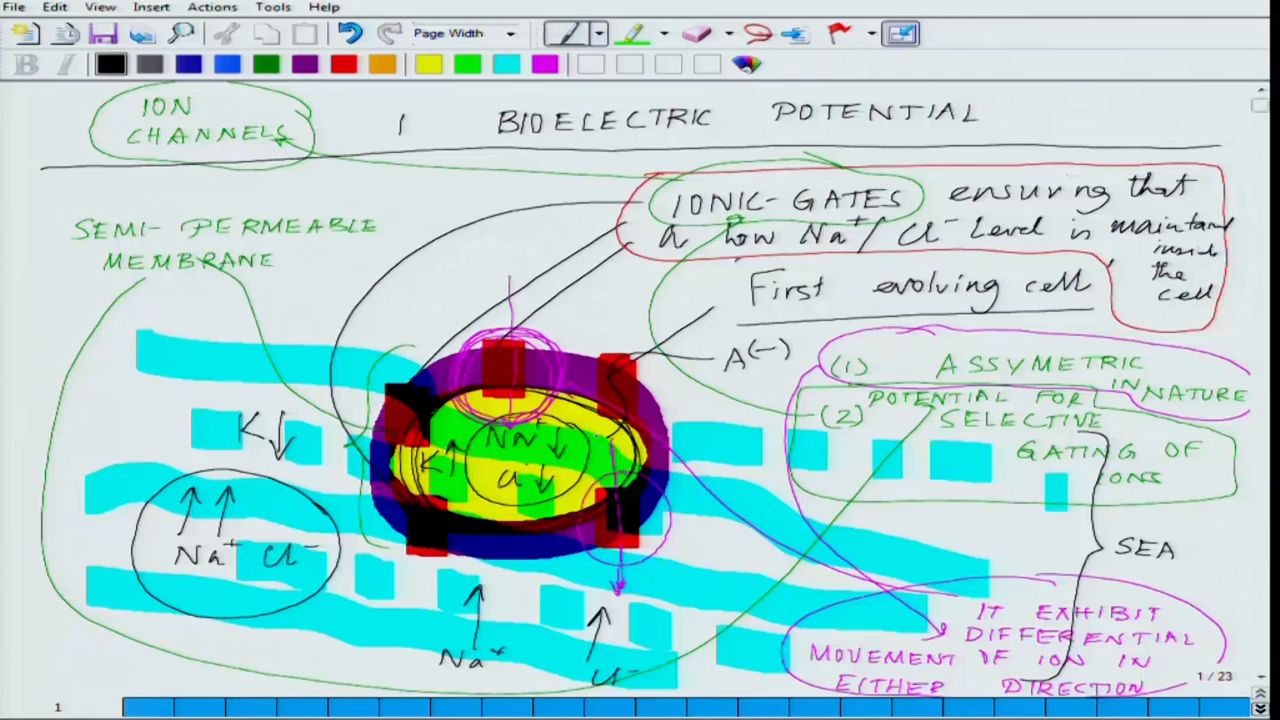 File Edit View Insert Actions Tools Help
Page Width
B I
ION
CHANNELS
1 BIOELECTRIC POTENTIAL
IONIC-GATES ensuring that
a low Na+/Cl- Level is maintaind
inside
the
cell
SEMI-PERMEABLE
MEMBRANE
First evolving cell
A(-)
(1) ASSYMETRIC
IN NATURE
(2) POTENTIAL FOR
SELECTIVE
GATING OF
IONS
K↓
K↑
Na+↓
Cl-↓
↑ ↑
Na+ Cl-
SEA
↑
Na+
↑
Cl-
IT EXHIBIT
DIFFERENTIAL
MOVEMENT OF ION IN
EITHER DIRECTION
1 / 23
1